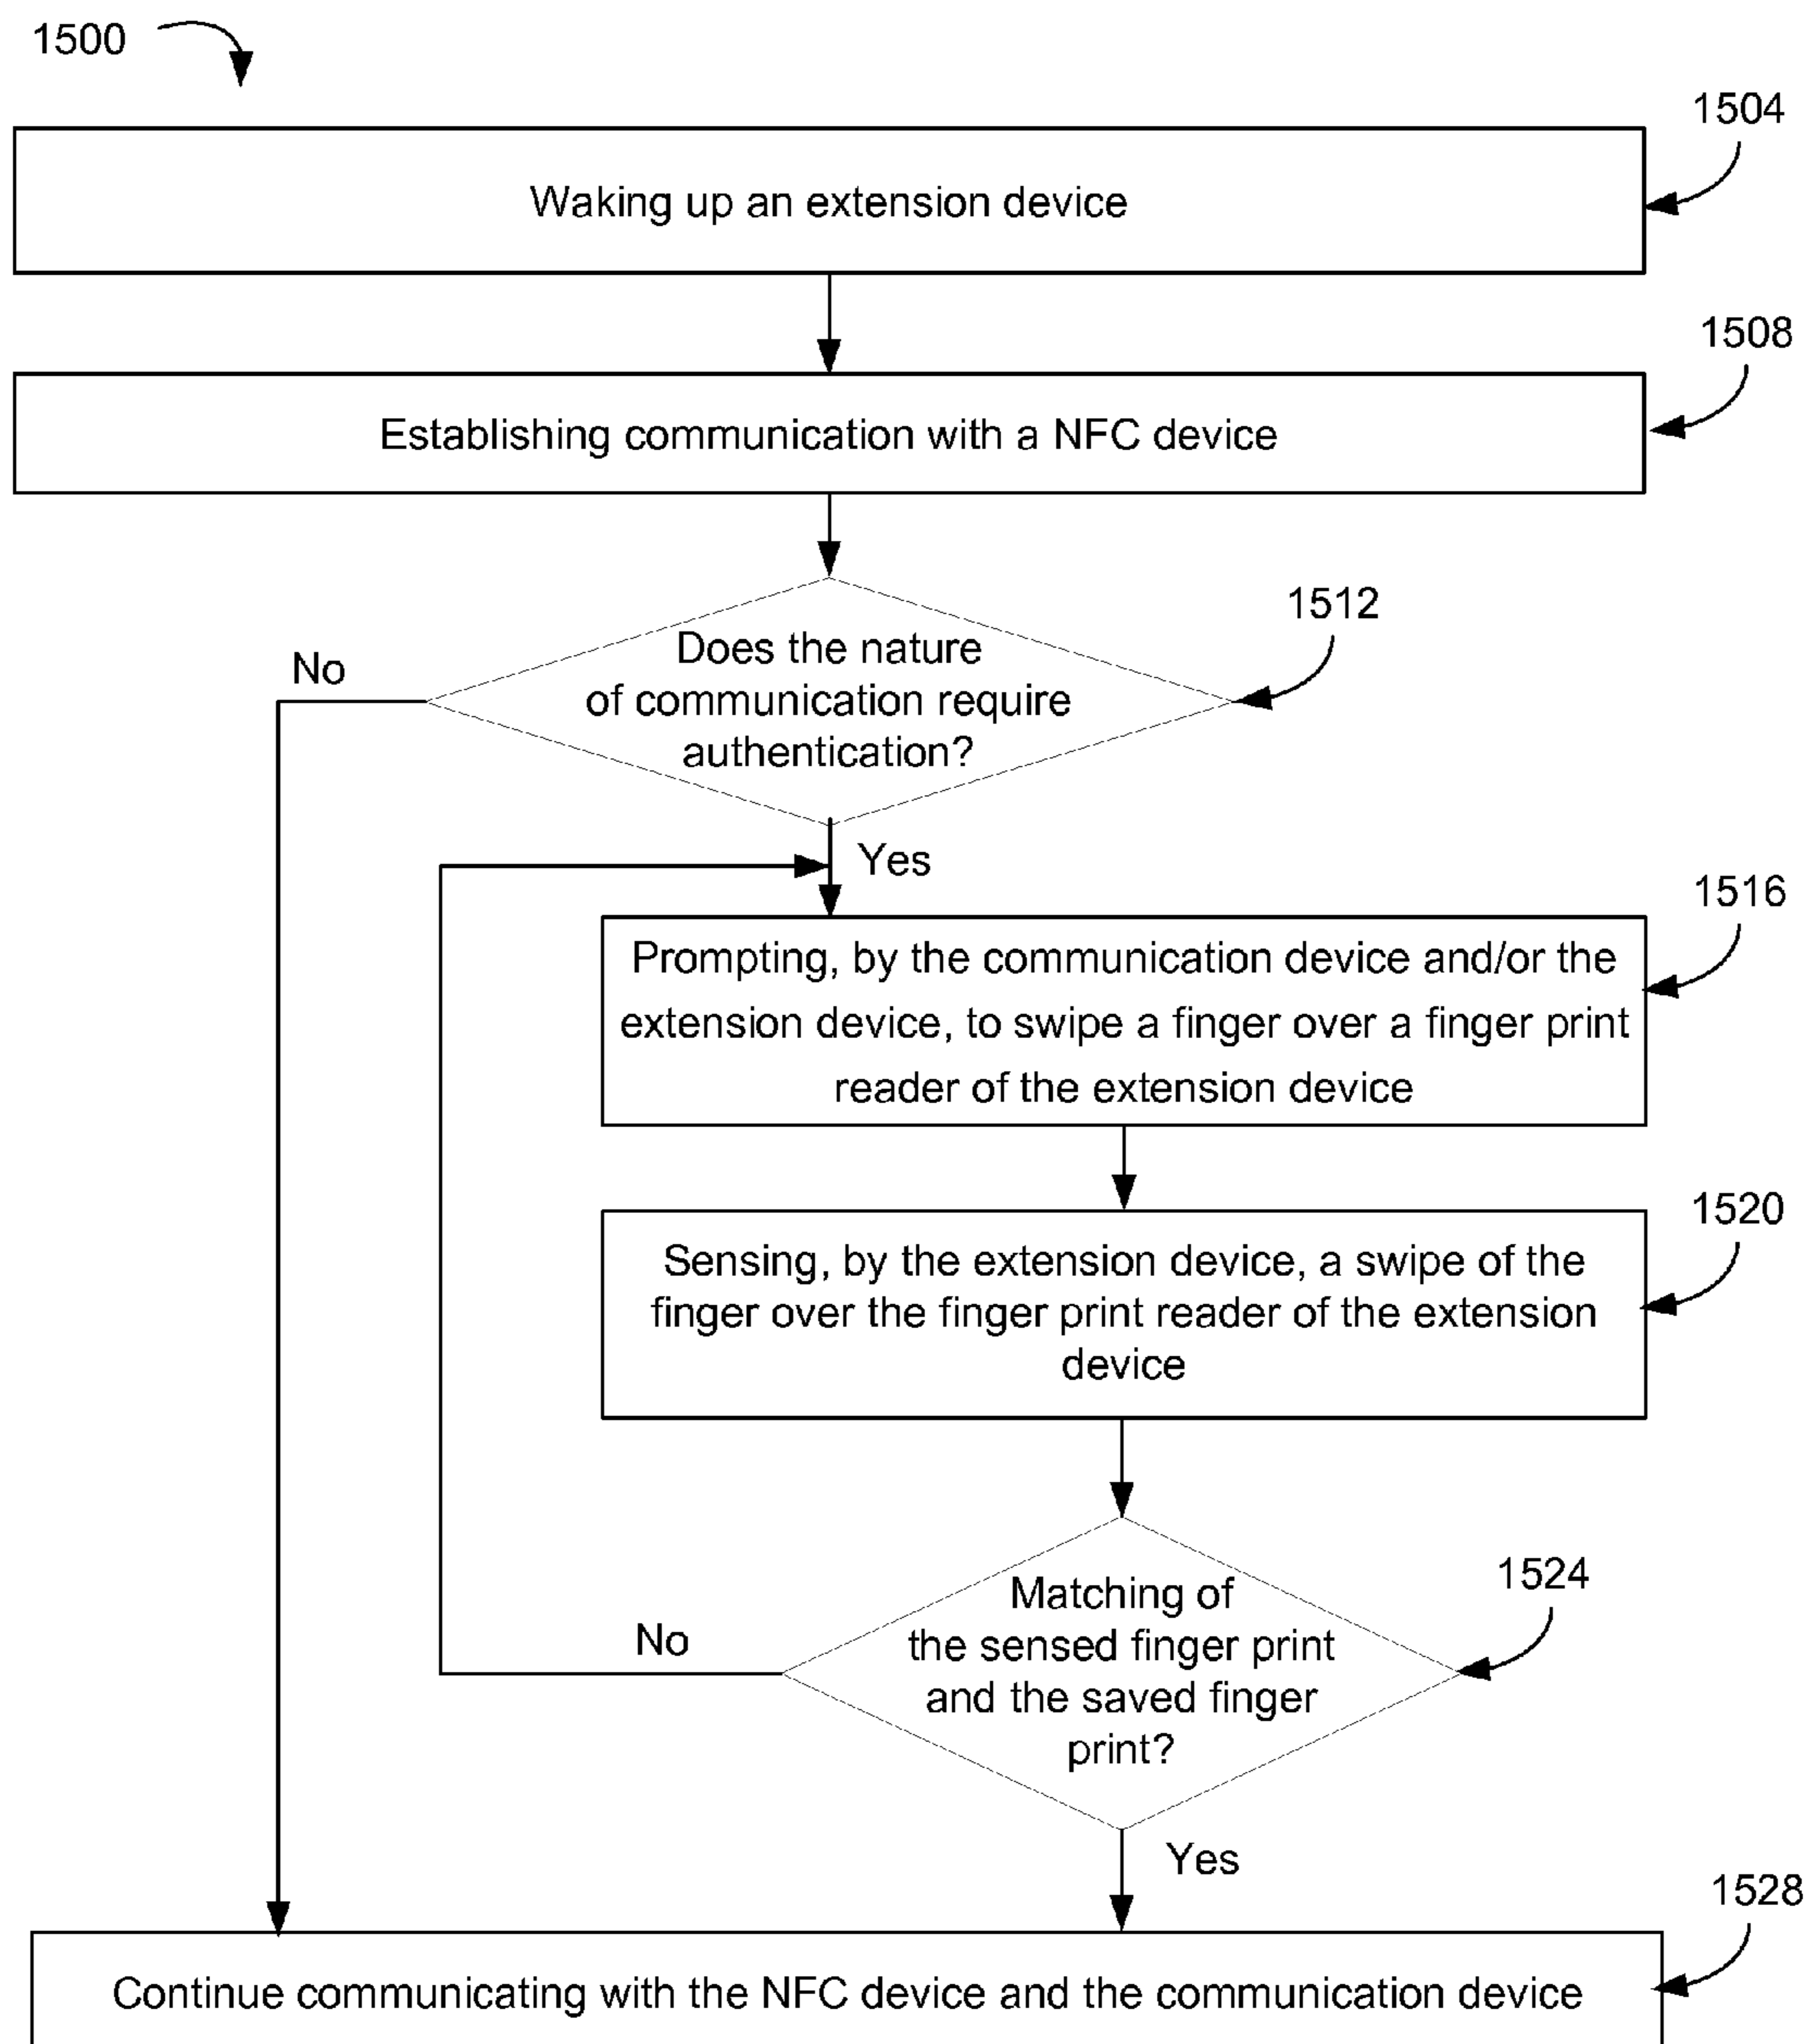 1500
1504
Waking up an extension device
1508
Establishing communication with a NFC device
1512
Does the nature
of communication require
authentication?
No
Yes
1516
Prompting, by the communication device and/or the
extension device, to swipe a finger over a finger print
reader of the extension device
1520
Sensing, by the extension device, a swipe of the
finger over the finger print reader of the extension
device
1524
Matching of
the sensed finger print
and the saved finger
print?
No
Yes
1528
Continue communicating with the NFC device and the communication device